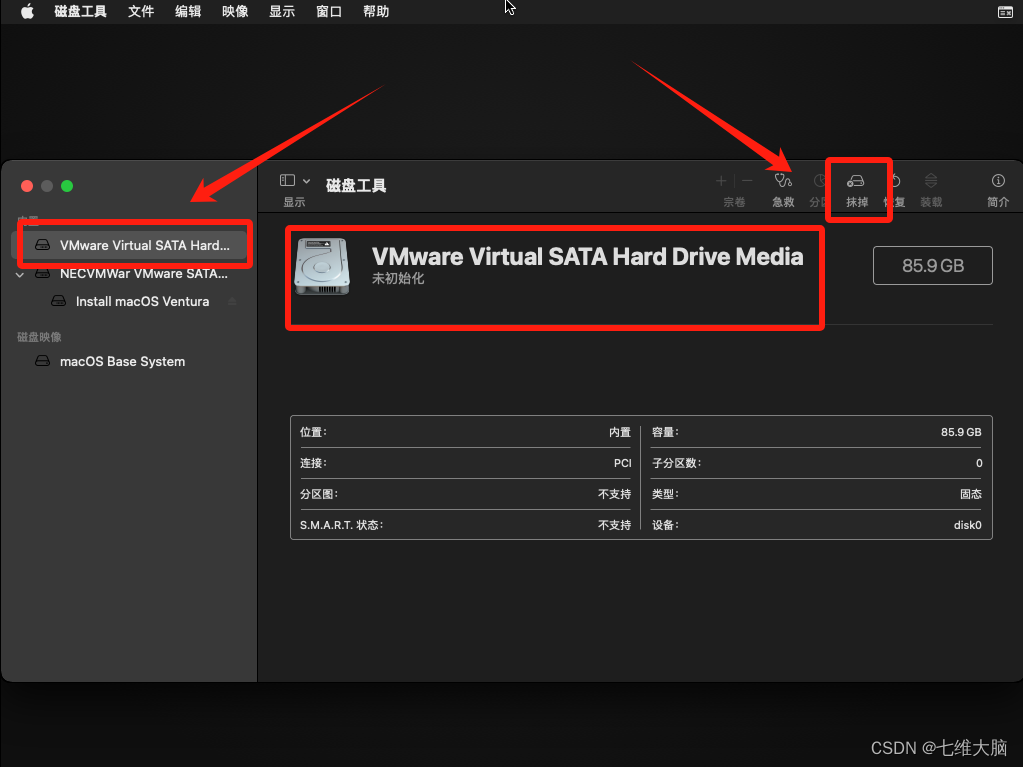 磁盘工具 文件 编辑 映像 显示 窗口 帮助
磁盘工具
显示 宗卷 急救 抹掉 装载 简介
VMware Virtual SATA Hard...
NECVMWar VMware SATA...
Install macOS Ventura
磁盘映像
macOS Base System
VMware Virtual SATA Hard Drive Media
未初始化
85.9 GB
位置： 内置 容量： 85.9 GB
连接： PCI 子分区数： 0
分区图： 不支持 类型： 固态
S.M.A.R.T. 状态： 不支持 设备： disk0
CSDN @七维大脑